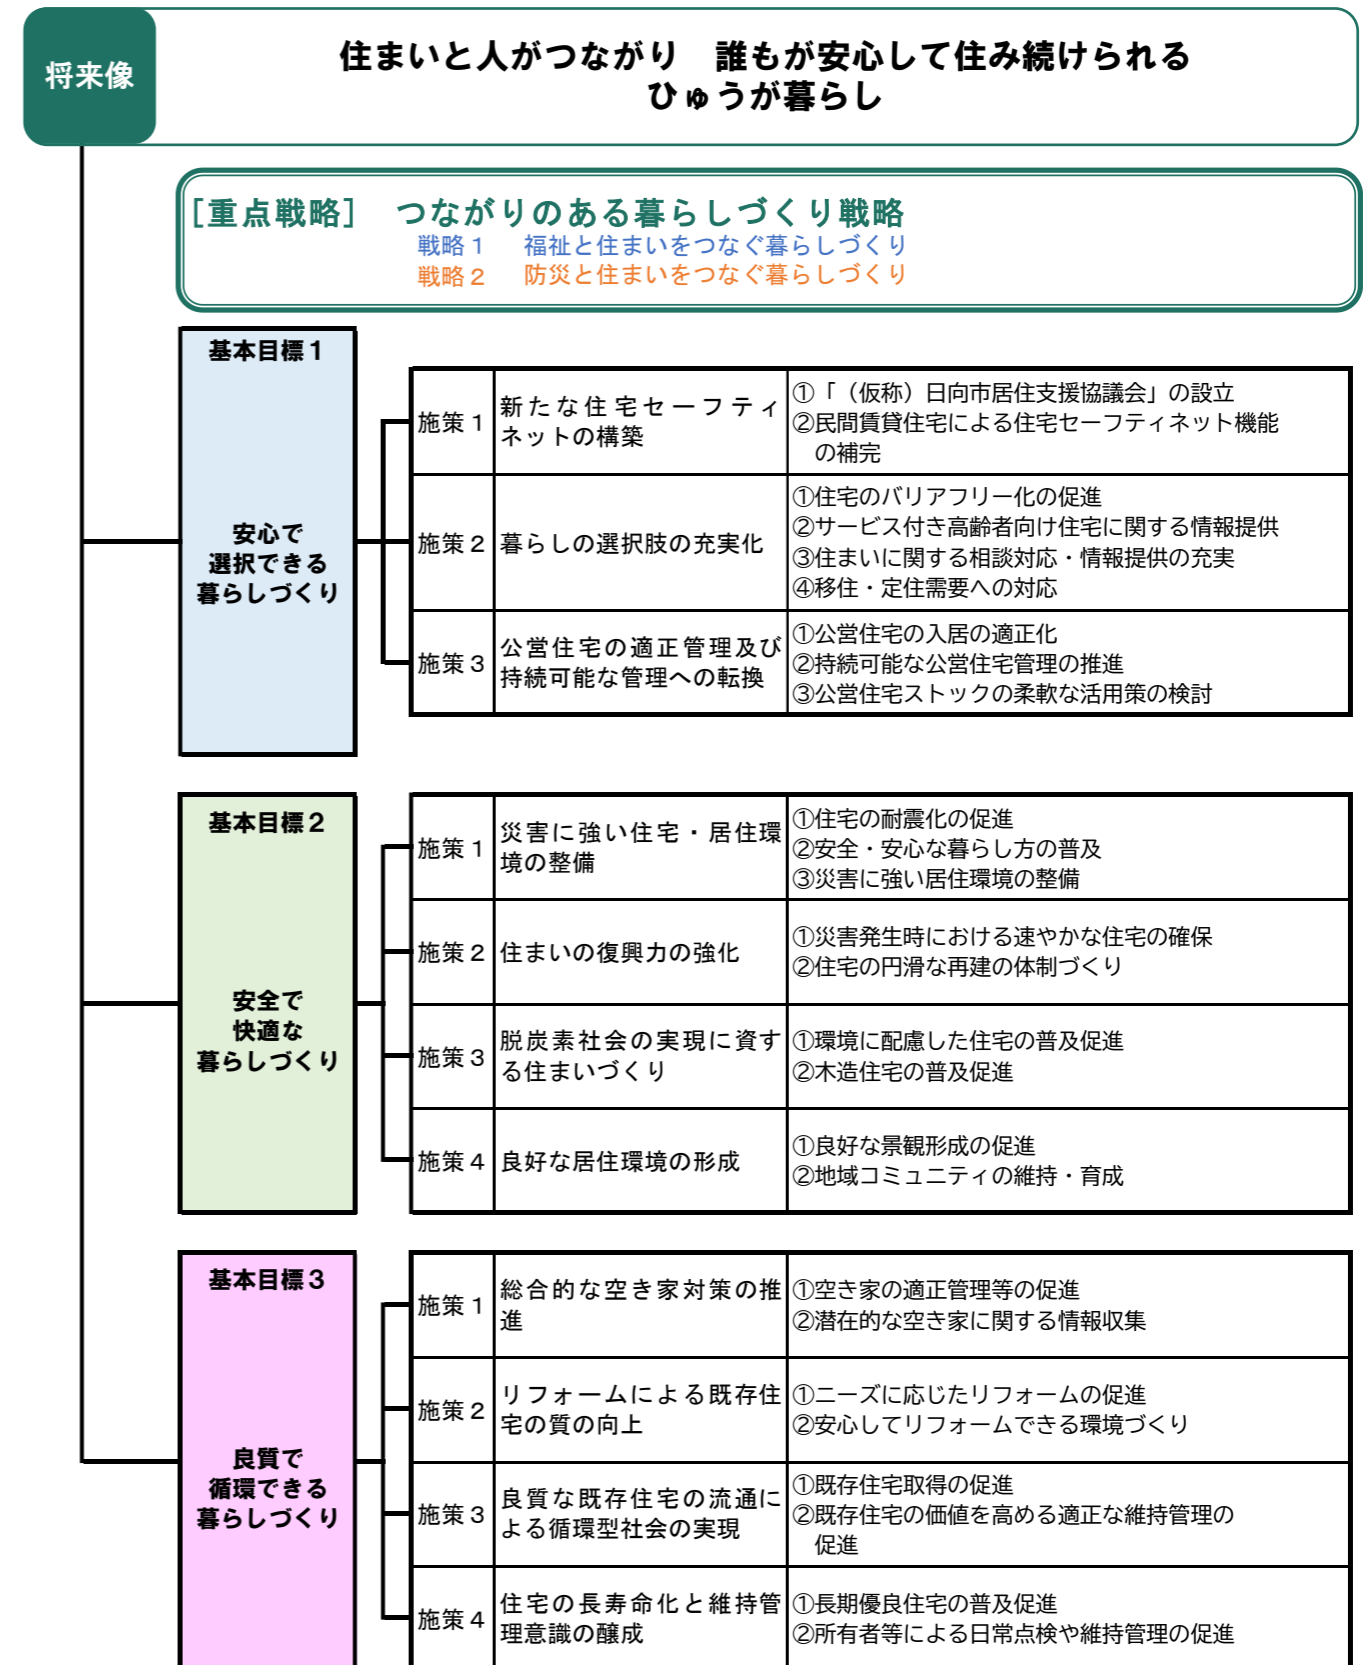 将来像
住まいと人がつながり　誰もが安心して住み続けられる
ひゅうが暮らし
［重点戦略］　つながりのある暮らしづくり戦略
戦略１　福祉と住まいをつなぐ暮らしづくり
戦略２　防災と住まいをつなぐ暮らしづくり
基本目標１
安心で
選択できる
暮らしづくり
施策１
新たな住宅セーフティ
ネットの構築
①「（仮称）日向市居住支援協議会」の設立
②民間賃貸住宅による住宅セーフティネット機能
の補完
施策２
暮らしの選択肢の充実化
①住宅のバリアフリー化の促進
②サービス付き高齢者向け住宅に関する情報提供
③住まいに関する相談対応・情報提供の充実
④移住・定住需要への対応
施策３
公営住宅の適正管理及び
持続可能な管理への転換
①公営住宅の入居の適正化
②持続可能な公営住宅管理の推進
③公営住宅ストックの柔軟な活用策の検討
基本目標２
安全で
快適な
暮らしづくり
施策１
災害に強い住宅・居住環
境の整備
①住宅の耐震化の促進
②安全・安心な暮らし方の普及
③災害に強い居住環境の整備
施策２
住まいの復興力の強化
①災害発生時における速やかな住宅の確保
②住宅の円滑な再建の体制づくり
施策３
脱炭素社会の実現に資す
る住まいづくり
①環境に配慮した住宅の普及促進
②木造住宅の普及促進
施策４
良好な居住環境の形成
①良好な景観形成の促進
②地域コミュニティの維持・育成
基本目標３
良質で
循環できる
暮らしづくり
施策１
総合的な空き家対策の推
進
①空き家の適正管理等の促進
②潜在的な空き家に関する情報収集
施策２
リフォームによる既存住
宅の質の向上
①ニーズに応じたリフォームの促進
②安心してリフォームできる環境づくり
施策３
良質な既存住宅の流通に
よる循環型社会の実現
①既存住宅取得の促進
②既存住宅の価値を高める適正な維持管理の
促進
施策４
住宅の長寿命化と維持管
理意識の醸成
①長期優良住宅の普及促進
②所有者等による日常点検や維持管理の促進